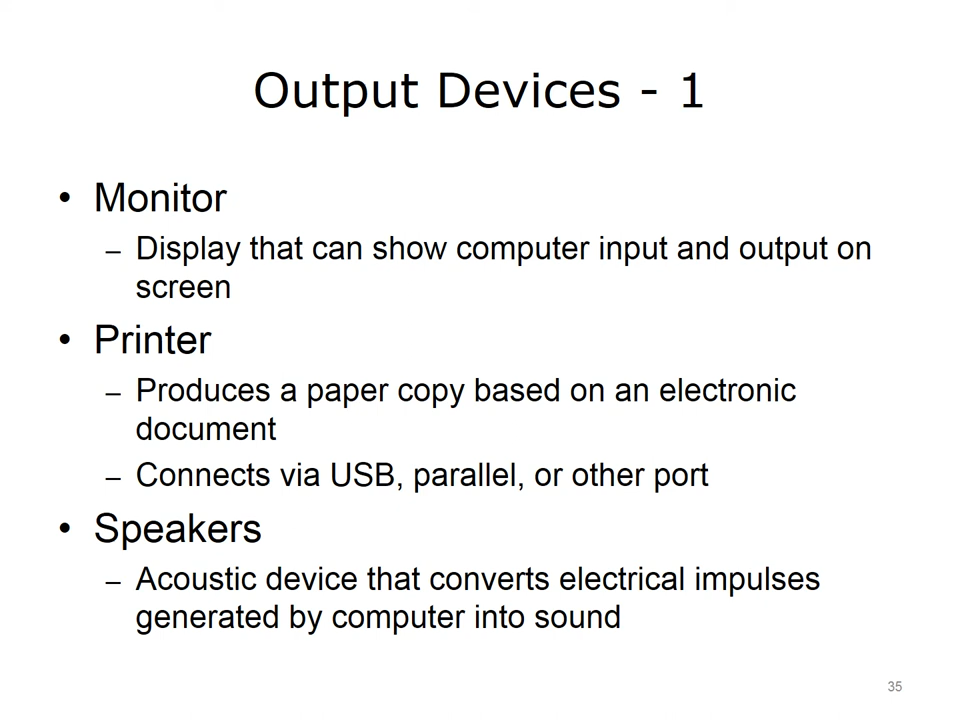 Output Devices - 1
• Monitor
– Display that can show computer input and output on
screen
• Printer
– Produces a paper copy based on an electronic
document
– Connects via USB, parallel, or other port
• Speakers
– Acoustic device that converts electrical impulses
generated by computer into sound
35